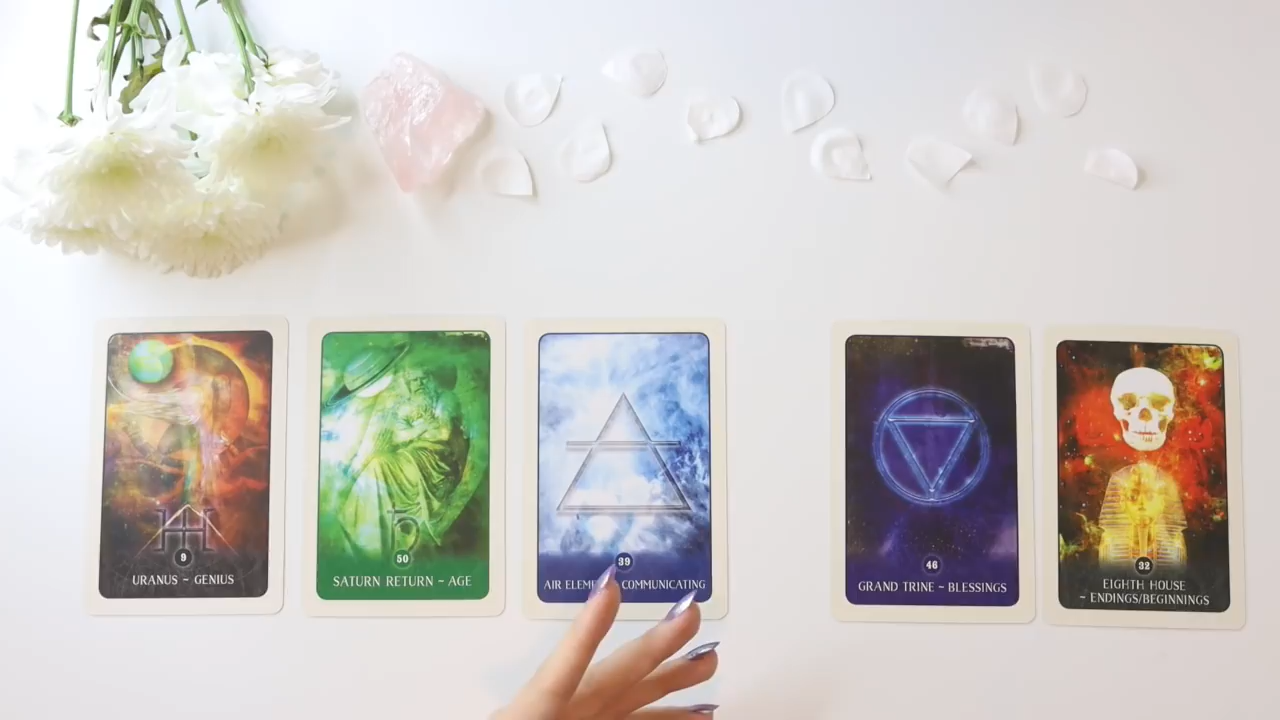 9
URANUS ~ GENIUS
50
SATURN RETURN ~ AGE
39
AIR ELEME COMMUNICATING
46
GRAND TRINE ~ BLESSINGS
32
EIGHTH HOUSE
~ ENDINGS/BEGINNINGS